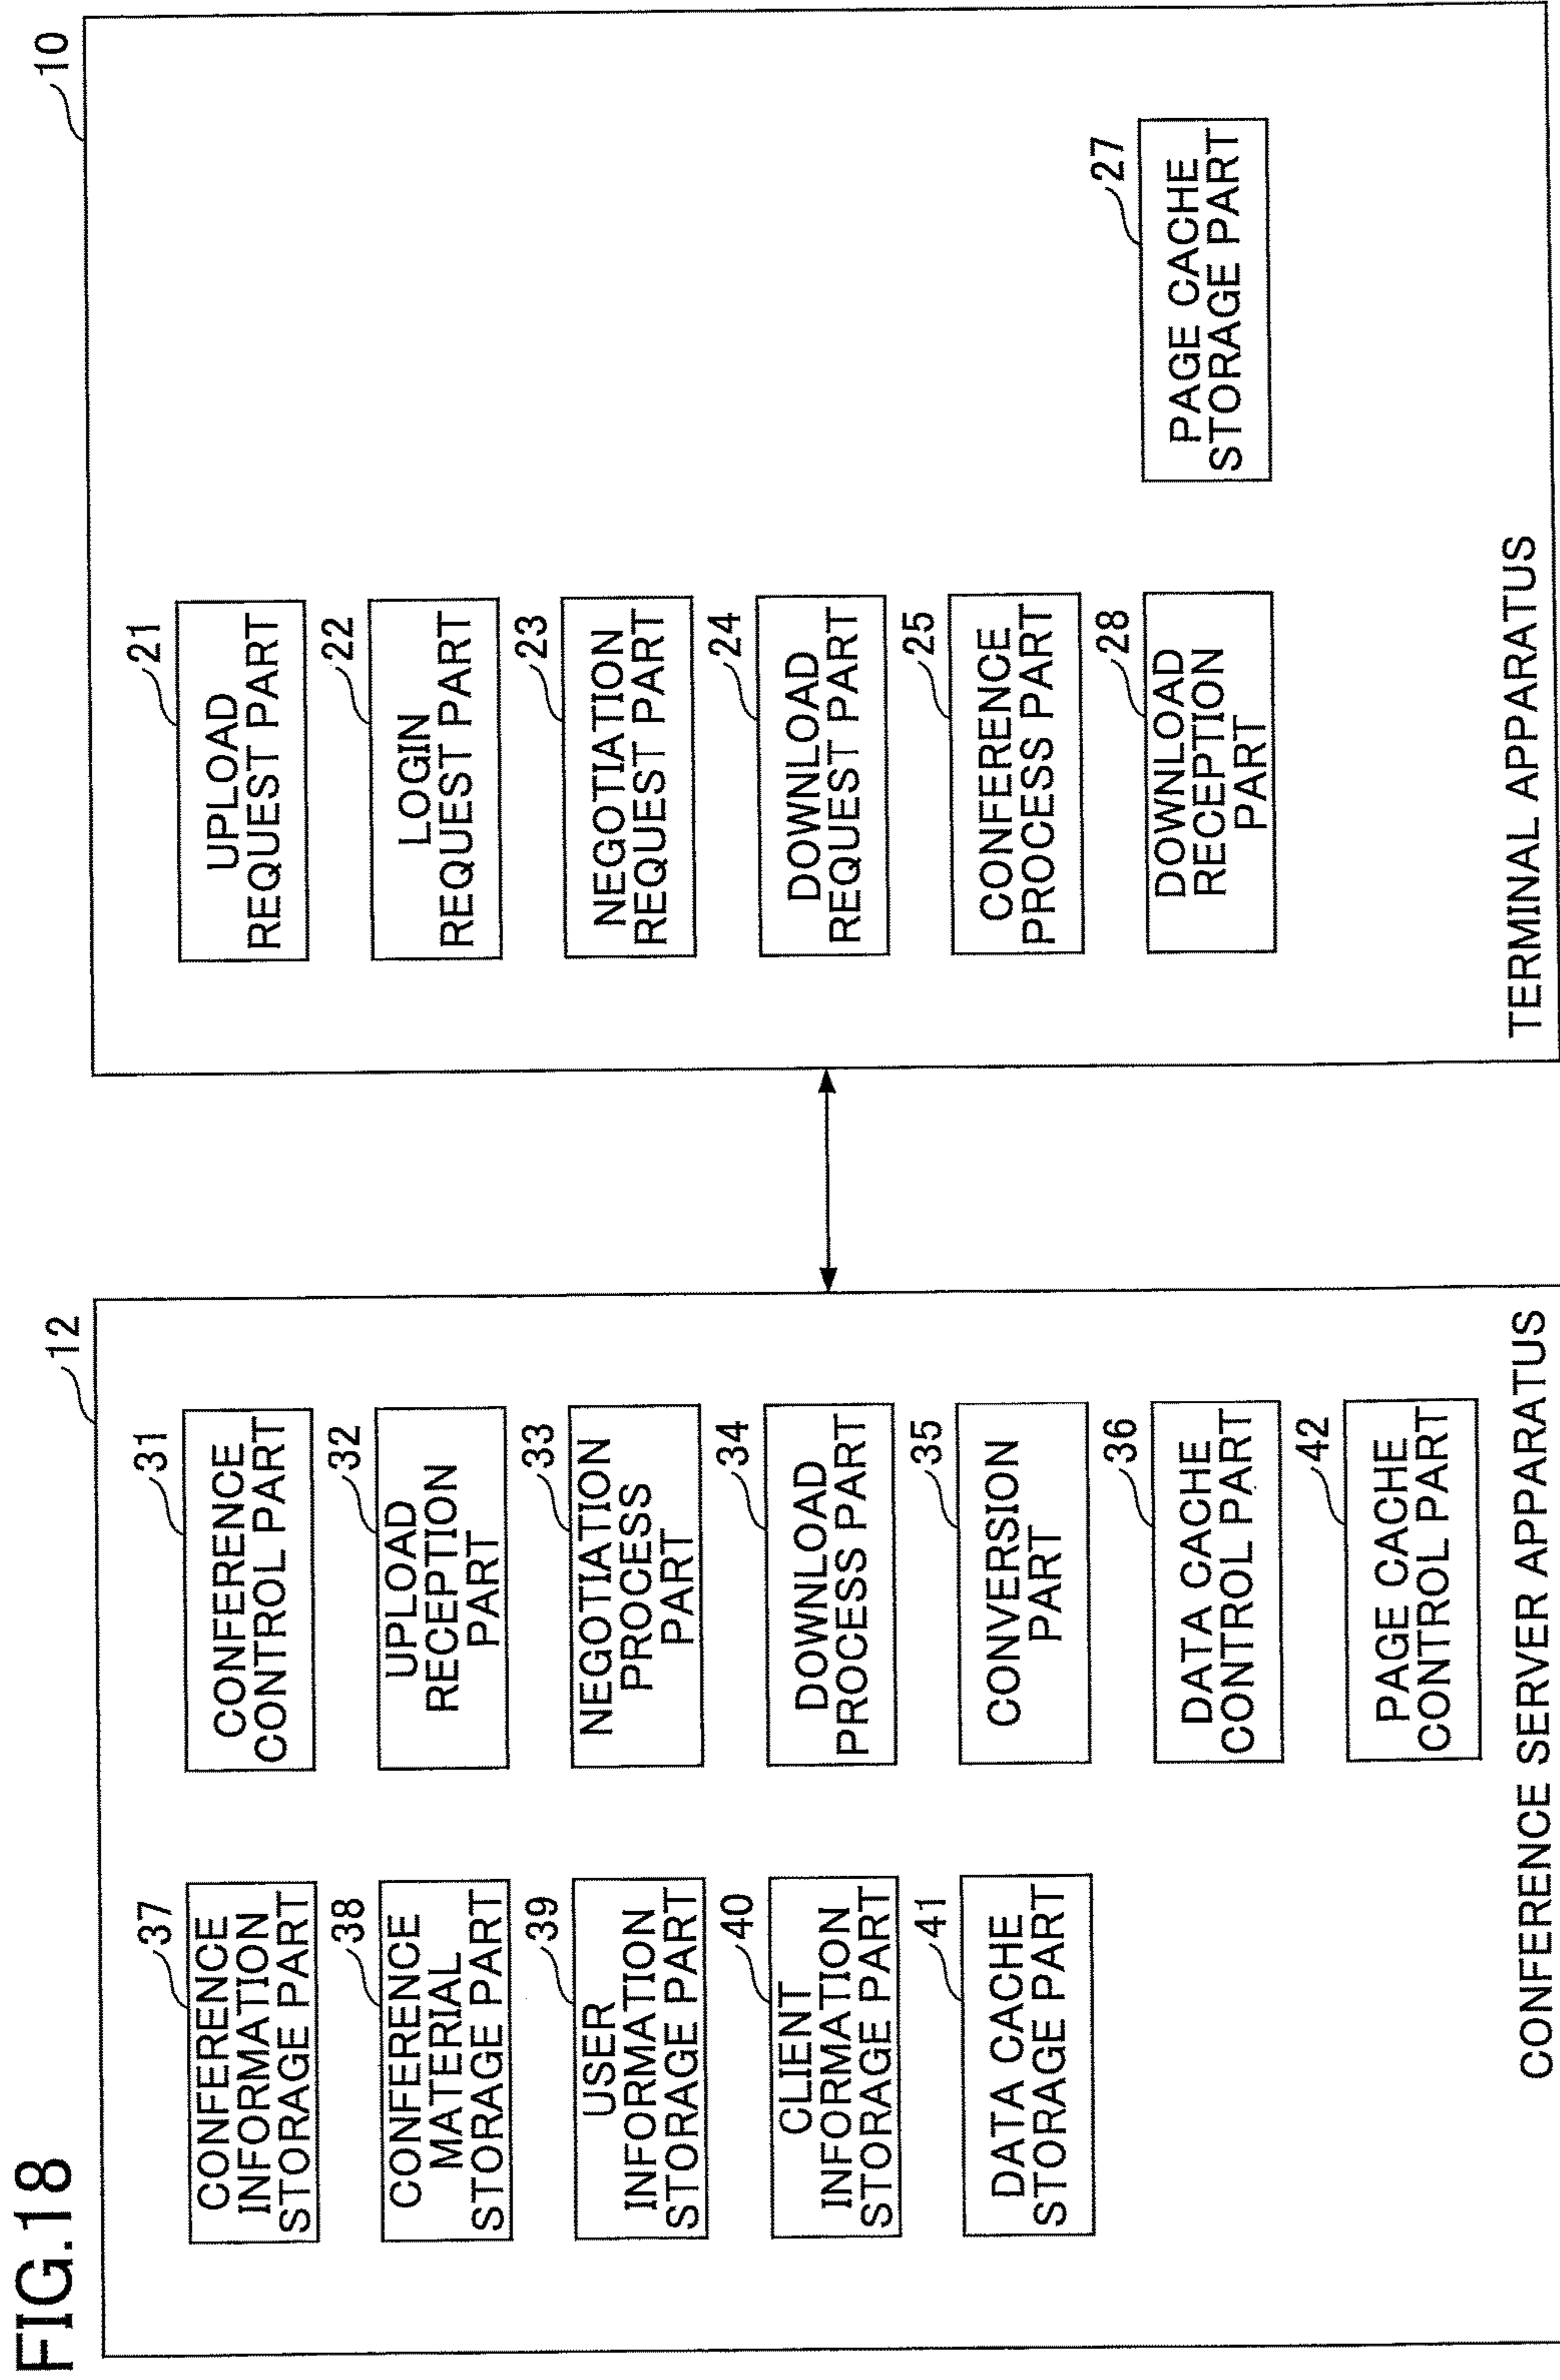 FIG.18
12
37
CONFERENCE
INFORMATION
STORAGE PART
38
CONFERENCE
MATERIAL
STORAGE PART
39
USER
INFORMATION
STORAGE PART
40
CLIENT
INFORMATION
STORAGE PART
41
DATA CACHE
STORAGE PART
31
CONFERENCE
CONTROL PART
32
UPLOAD
RECEPTION
PART
33
NEGOTIATION
PROCESS
PART
34
DOWNLOAD
PROCESS PART
35
CONVERSION
PART
36
DATA CACHE
CONTROL PART
42
PAGE CACHE
CONTROL PART
CONFERENCE SERVER APPARATUS
10
21
UPLOAD
REQUEST PART
22
LOGIN
REQUEST PART
23
NEGOTIATION
REQUEST PART
24
DOWNLOAD
REQUEST PART
25
CONFERENCE
PROCESS PART
28
DOWNLOAD
RECEPTION
PART
27
PAGE CACHE
STORAGE PART
TERMINAL APPARATUS